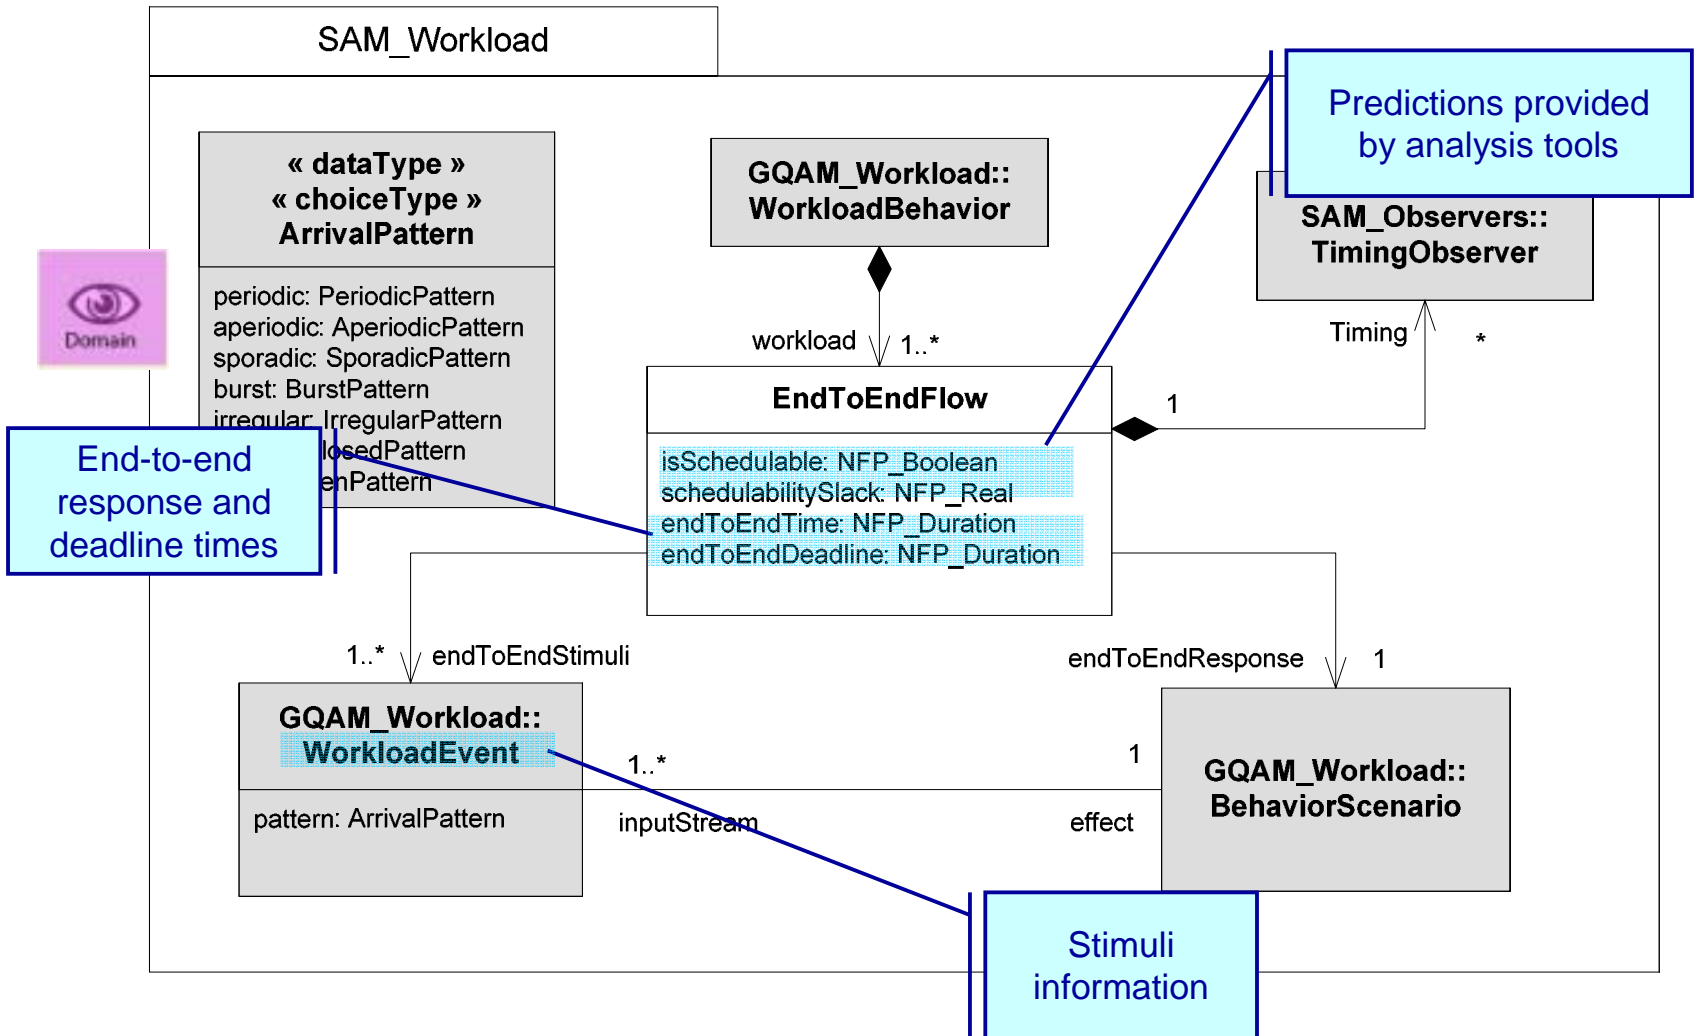 SAM_Workload
Predictions provided
by analysis tools
« dataType »
« choiceType »
ArrivalPattern
periodic: PeriodicPattern
aperiodic: AperiodicPattern
sporadic: SporadicPattern
burst: BurstPattern
irregular: IrregularPattern
losedPattern
enPattern
GQAM_Workload::
WorkloadBehavior
SAM_Observers::
TimingObserver
Domain
workload
1..*
Timing
*
EndToEndFlow
1
isSchedulable: NFP_Boolean
schedulabilitySlack: NFP_Real
endToEndTime: NFP_Duration
endToEndDeadline: NFP_Duration
End-to-end
response and
deadline times
1..*
endToEndStimuli
endToEndResponse
1
GQAM_Workload::
WorkloadEvent
pattern: ArrivalPattern
1..*
inputStream
1
effect
GQAM_Workload::
BehaviorScenario
Stimuli
information